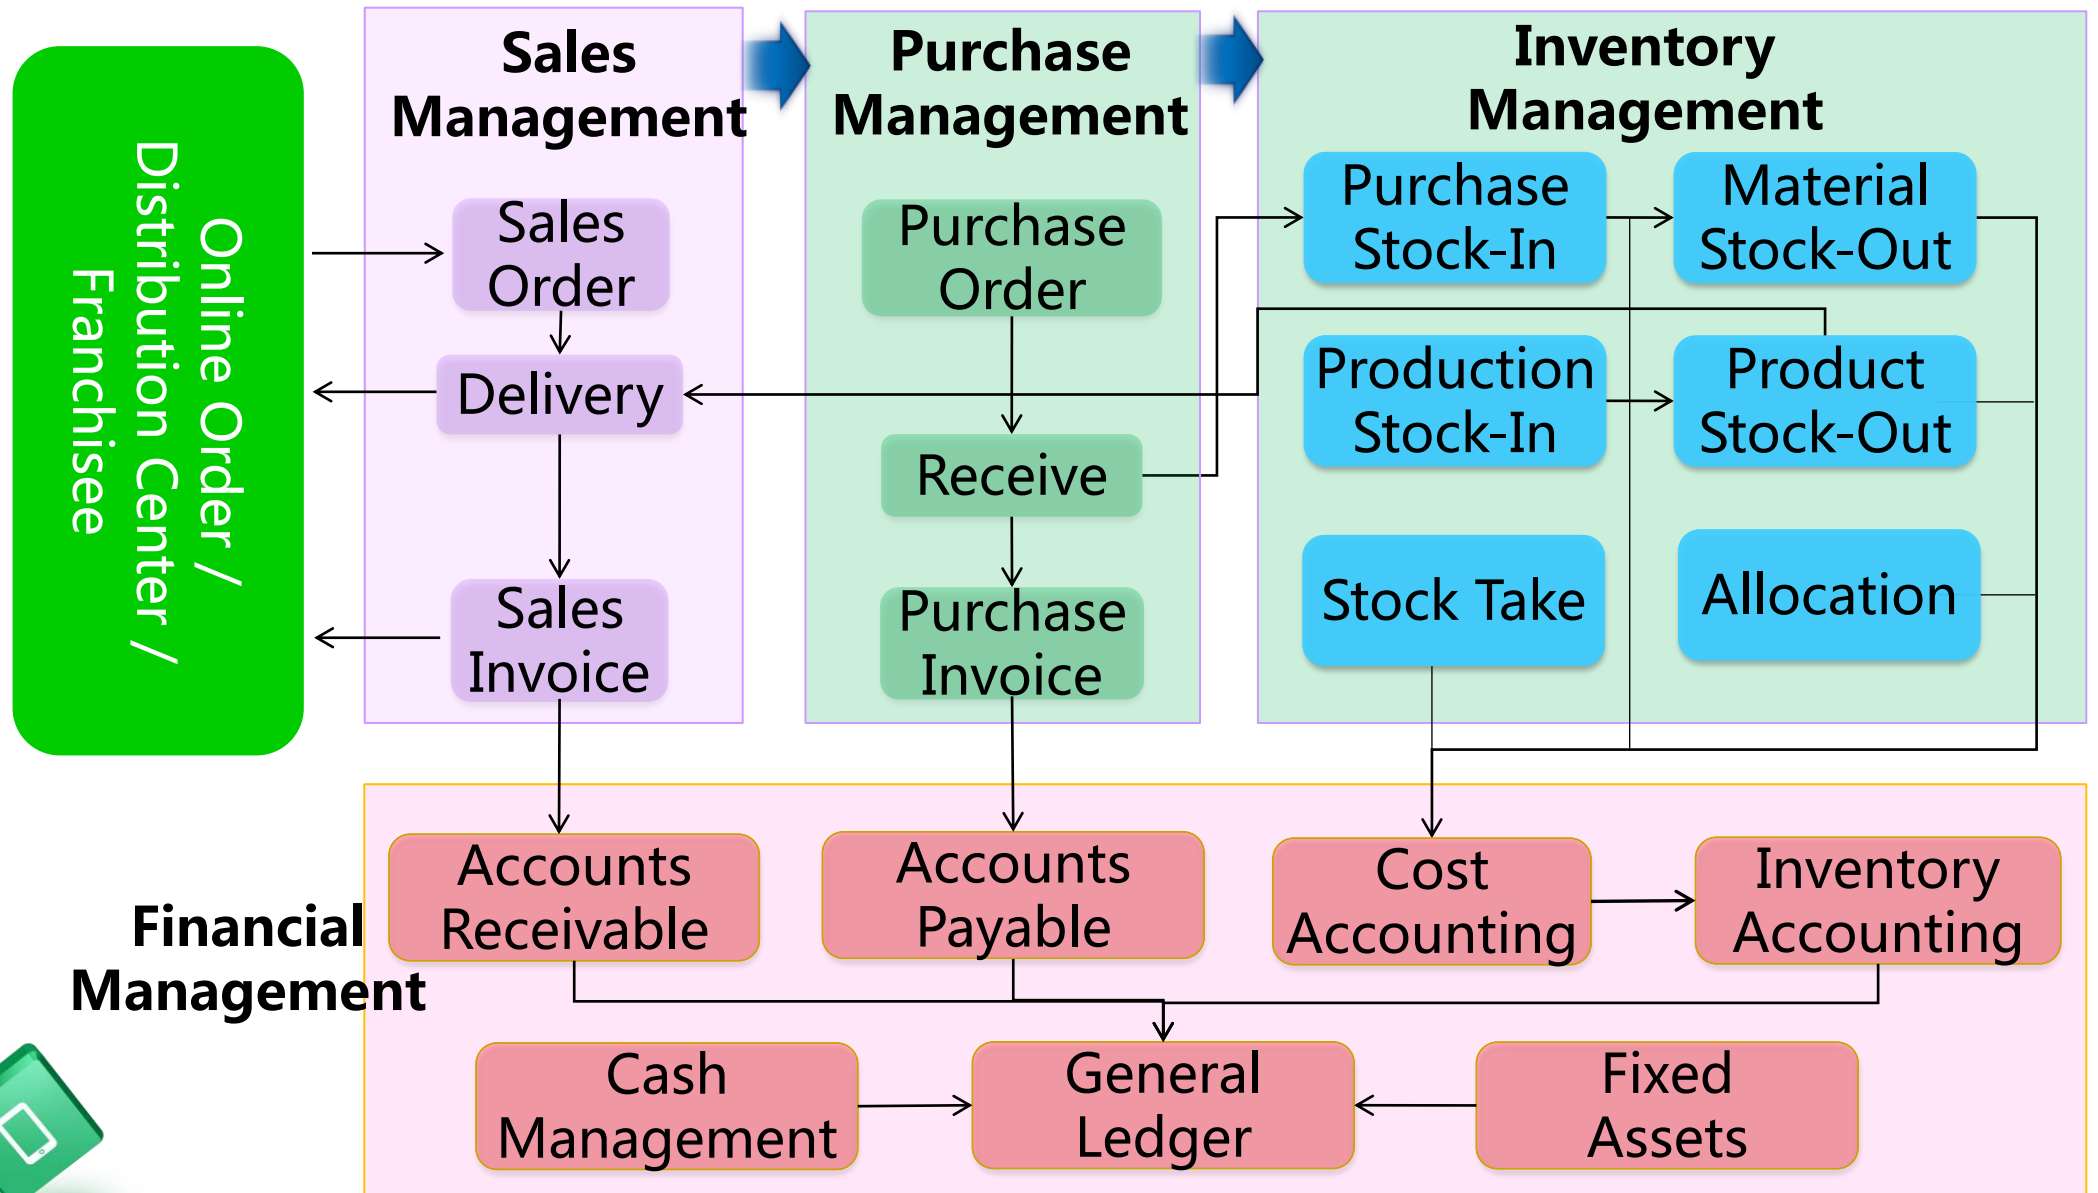 Online Order /
Distribution Center /
Franchisee
Sales
Management
Sales
Order
Delivery
Sales
Invoice
Purchase
Management
Purchase
Order
Receive
Purchase
Invoice
Inventory
Management
Purchase
Stock-In
Material
Stock-Out
Production
Stock-In
Product
Stock-Out
Stock Take
Allocation
Financial
Management
Accounts
Receivable
Accounts
Payable
Cost
Accounting
Inventory
Accounting
Cash
Management
General
Ledger
Fixed
Assets